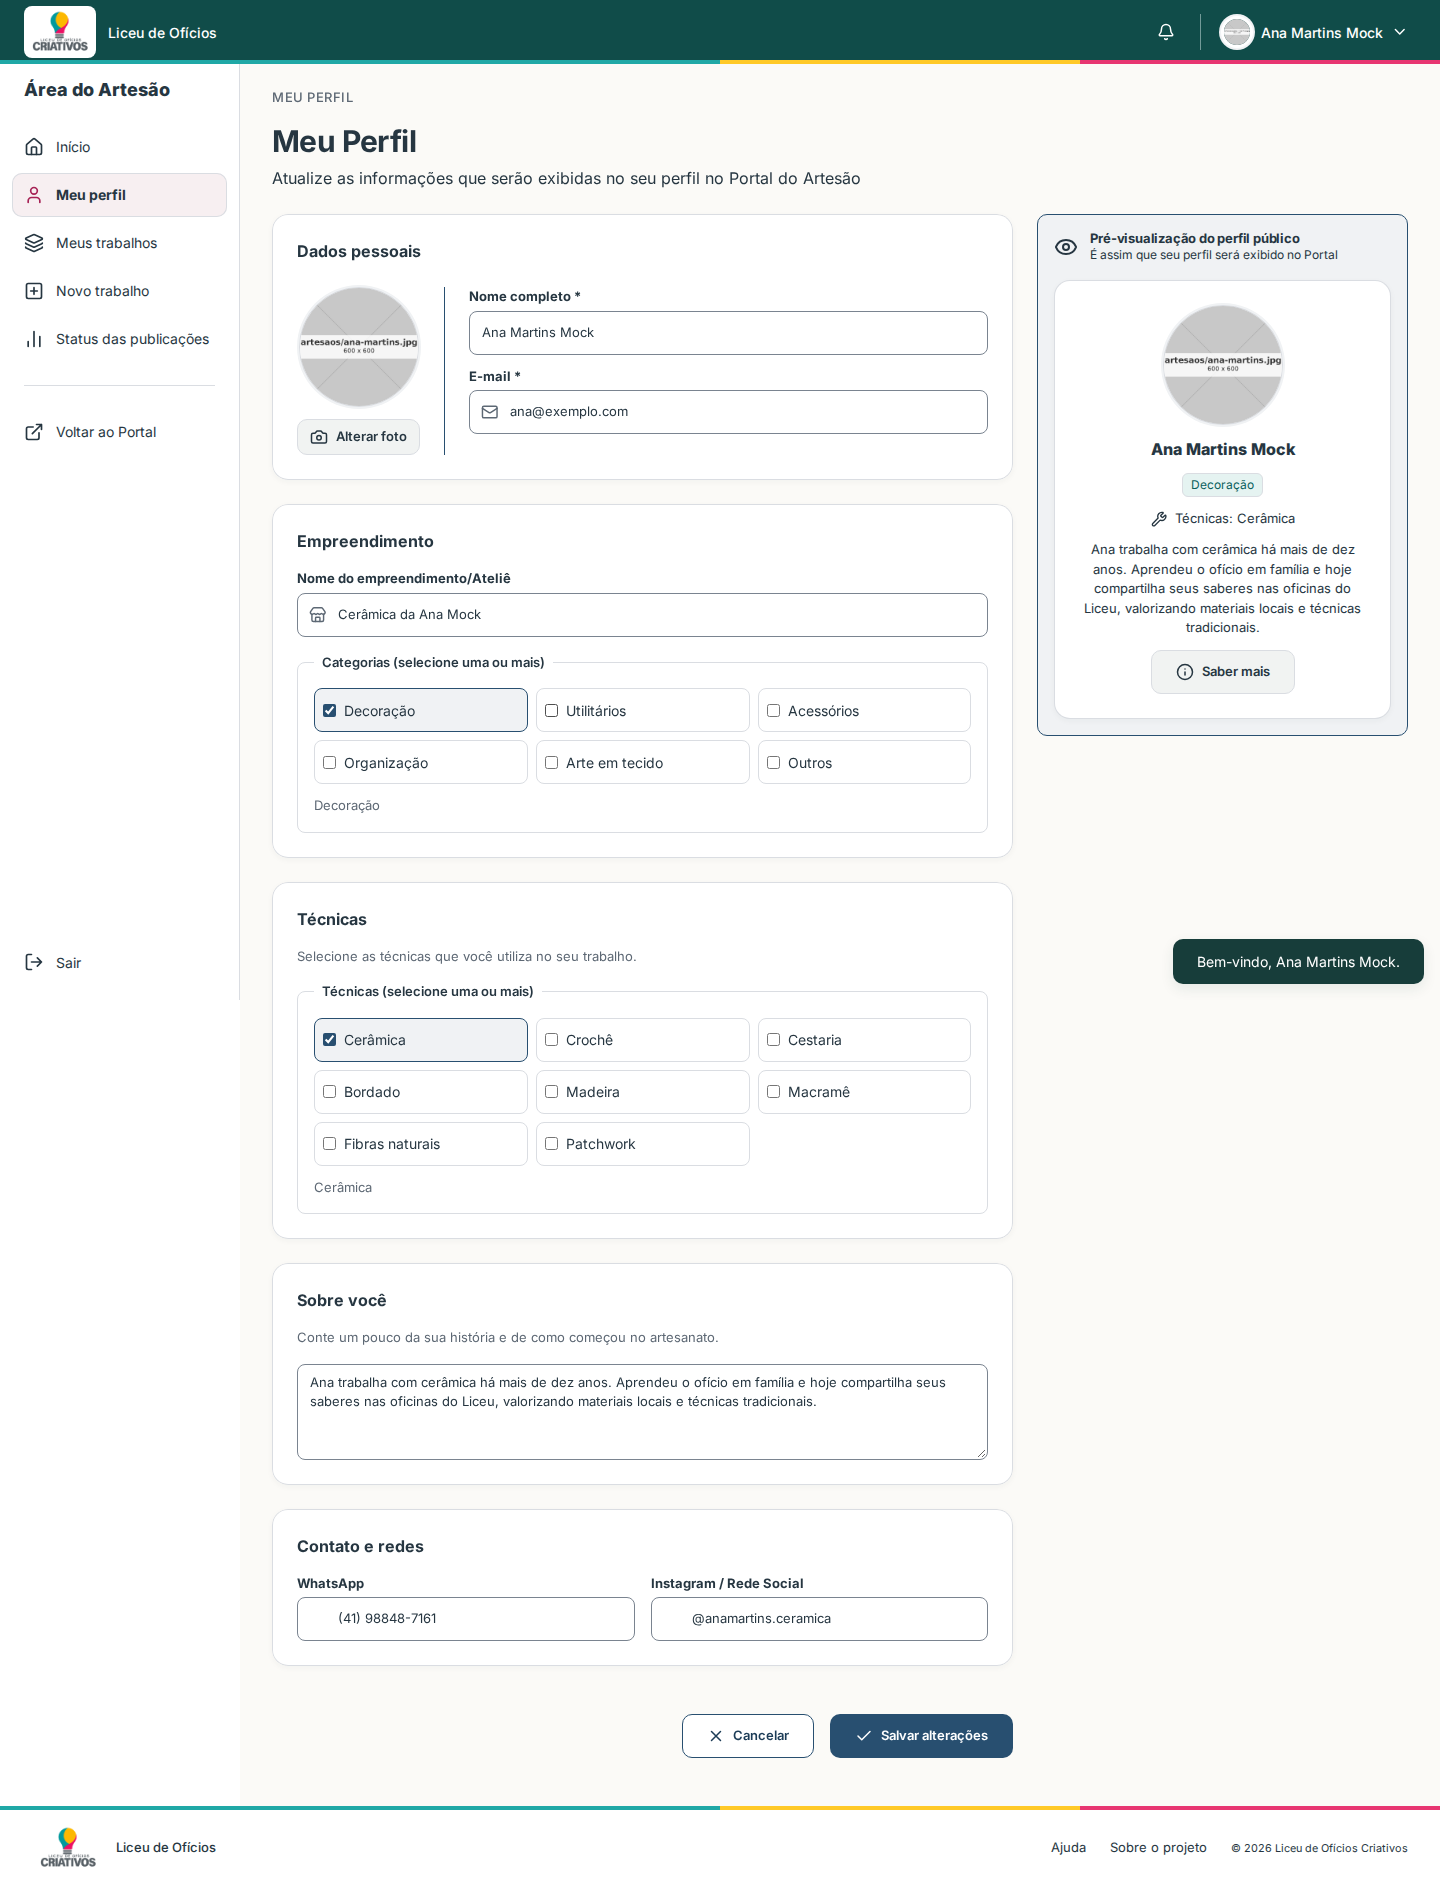 LICEU DE OFÍCIOS
CRIATIVOS
Liceu de Ofícios
Ana Martins Mock
Área do Artesão
Início
Meu perfil
Meus trabalhos
Novo trabalho
Status das publicações
Voltar ao Portal
Sair
MEU PERFIL
Meu Perfil
Atualize as informações que serão exibidas no seu perfil no Portal do Artesão
Dados pessoais
artesaos/ana-martins.jpg
600 x 600
Alterar foto
Nome completo *
Ana Martins Mock
E-mail *
ana@exemplo.com
Empreendimento
Nome do empreendimento/Ateliê
Cerâmica da Ana Mock
Categorias (selecione uma ou mais)
Decoração
Utilitários
Acessórios
Organização
Arte em tecido
Outros
Decoração
Técnicas
Selecione as técnicas que você utiliza no seu trabalho.
Técnicas (selecione uma ou mais)
Cerâmica
Crochê
Cestaria
Bordado
Madeira
Macramê
Fibras naturais
Patchwork
Cerâmica
Sobre você
Conte um pouco da sua história e de como começou no artesanato.
Ana trabalha com cerâmica há mais de dez anos. Aprendeu o ofício em família e hoje compartilha seus
saberes nas oficinas do Liceu, valorizando materiais locais e técnicas tradicionais.
Contato e redes
WhatsApp
(41) 98848-7161
Instagram / Rede Social
@anamartins.ceramica
Cancelar
Salvar alterações
Pré-visualização do perfil público
É assim que seu perfil será exibido no Portal
artesaos/ana-martins.jpg
600 x 600
Ana Martins Mock
Decoração
Técnicas: Cerâmica
Ana trabalha com cerâmica há mais de dez
anos. Aprendeu o ofício em família e hoje
compartilha seus saberes nas oficinas do
Liceu, valorizando materiais locais e técnicas
tradicionais.
Saber mais
Bem-vindo, Ana Martins Mock.
LICEU DE OFÍCIOS
CRIATIVOS
Liceu de Ofícios
Ajuda
Sobre o projeto
© 2026 Liceu de Ofícios Criativos